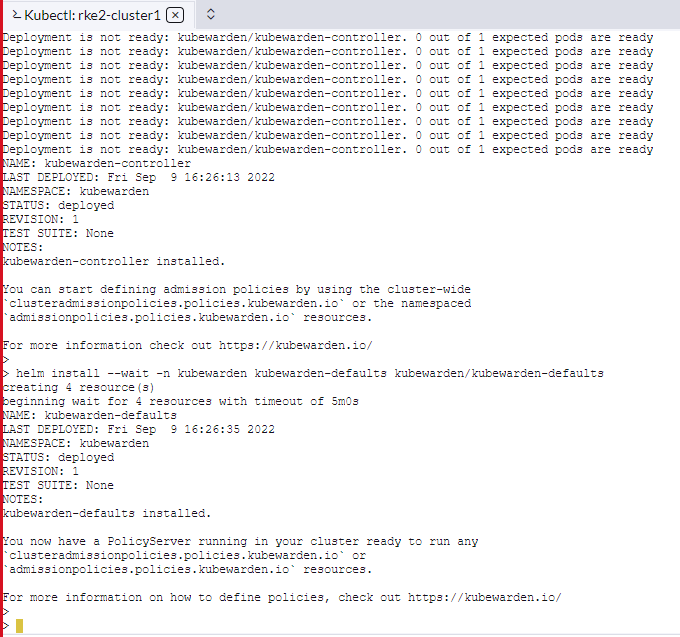 Kubectl: rke2-cluster1
Deployment is not ready: kubewarden/kubewarden-controller. 0 out of 1 expected pods are ready
Deployment is not ready: kubewarden/kubewarden-controller. 0 out of 1 expected pods are ready
Deployment is not ready: kubewarden/kubewarden-controller. 0 out of 1 expected pods are ready
Deployment is not ready: kubewarden/kubewarden-controller. 0 out of 1 expected pods are ready
Deployment is not ready: kubewarden/kubewarden-controller. 0 out of 1 expected pods are ready
Deployment is not ready: kubewarden/kubewarden-controller. 0 out of 1 expected pods are ready
Deployment is not ready: kubewarden/kubewarden-controller. 0 out of 1 expected pods are ready
Deployment is not ready: kubewarden/kubewarden-controller. 0 out of 1 expected pods are ready
Deployment is not ready: kubewarden/kubewarden-controller. 0 out of 1 expected pods are ready
NAME: kubewarden-controller
LAST DEPLOYED: Fri Sep  9 16:26:13 2022
NAMESPACE: kubewarden
STATUS: deployed
REVISION: 1
TEST SUITE: None
NOTES:
kubewarden-controller installed.
You can start defining admission policies by using the cluster-wide
`clusteradmissionpolicies.policies.kubewarden.io` or the namespaced
`admissionpolicies.policies.kubewarden.io` resources.
For more information check out https://kubewarden.io/
>
> helm install --wait -n kubewarden kubewarden-defaults kubewarden/kubewarden-defaults
creating 4 resource(s)
beginning wait for 4 resources with timeout of 5m0s
NAME: kubewarden-defaults
LAST DEPLOYED: Fri Sep  9 16:26:35 2022
NAMESPACE: kubewarden
STATUS: deployed
REVISION: 1
TEST SUITE: None
NOTES:
kubewarden-defaults installed.
You now have a PolicyServer running in your cluster ready to run any
`clusteradmissionpolicies.policies.kubewarden.io` or
`admissionpolicies.policies.kubewarden.io` resources.
For more information on how to define policies, check out https://kubewarden.io/
>
>